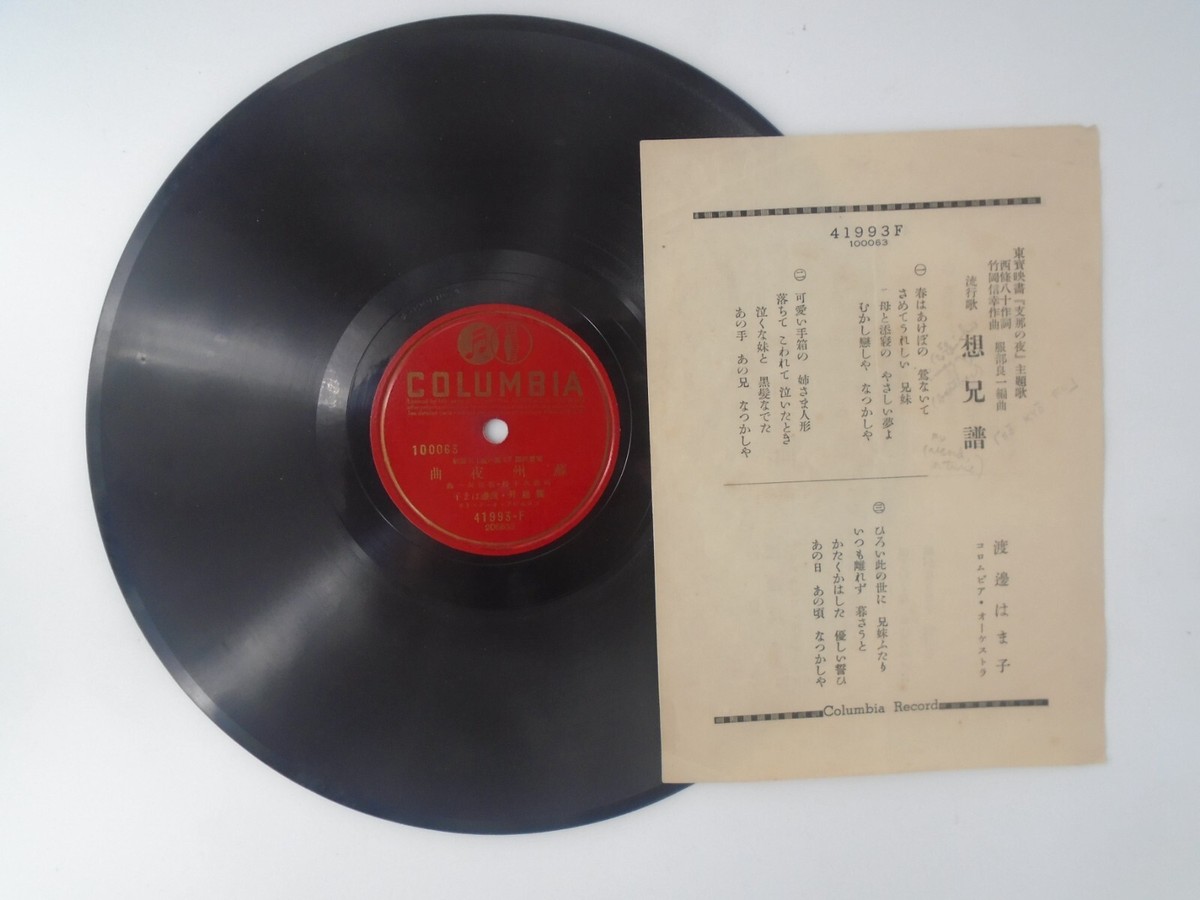 COLUMBIA
100063
蘇州夜曲
41993-F
41993F
100063
東寶映畫『支那の夜』主題歌
西條八十作詞
竹岡信幸作曲 服部良一編曲
流行歌 想兄譜
渡邊はま子
コロムビア・オーケストラ
㊀ 春はあけぼの 鶯ないて
さめてうれしい 兄妹
母と添寝の やさしい夢よ
むかし戀しや なつかしや
㊁ 可愛い手箱の 姉さま人形
落ちて こわれて 泣いたとき
泣くな妹と 黒髪なでた
あの手 あの兄 なつかしや
㊂ ひろい此の世に 兄妹ふたり
いつも離れず 暮さうと
かたくかはした 優しい誓ひ
あの日 あの頃 なつかしや
Columbia Record